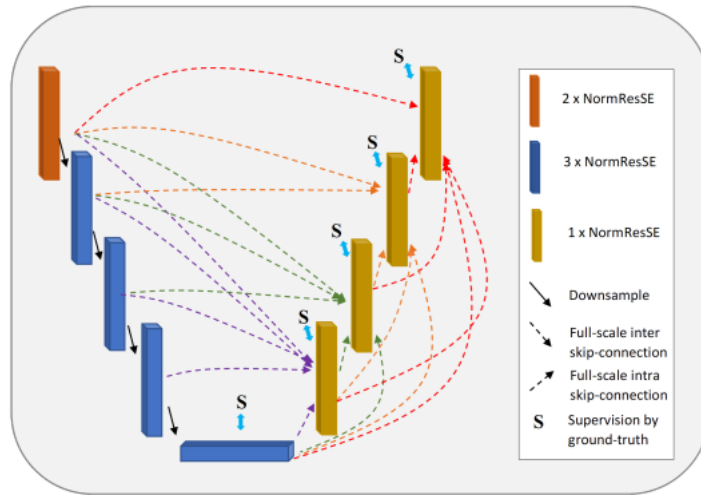 S
S
S
S
S
2 x NormResSE
3 x NormResSE
1 x NormResSE
Downsample
Full-scale inter
skip-connection
Full-scale intra
skip-connection
S Supervision by
ground-truth